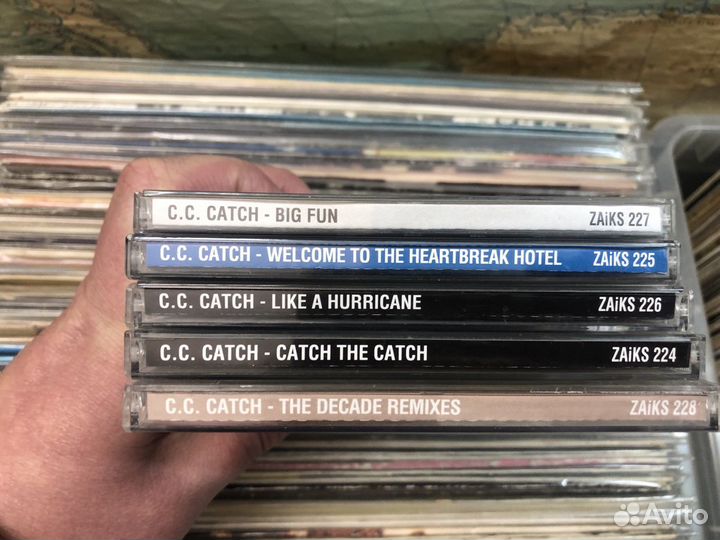 C.C. CATCH - BIG FUN ZAiKS 227
C.C. CATCH - WELCOME TO THE HEARTBREAK HOTEL ZAiKS 225
C.C. CATCH - LIKE A HURRICANE ZAiKS 226
C.C. CATCH - CATCH THE CATCH ZAiKS 224
C.C. CATCH - THE DECADE REMIXES ZAiKS 228
Avito